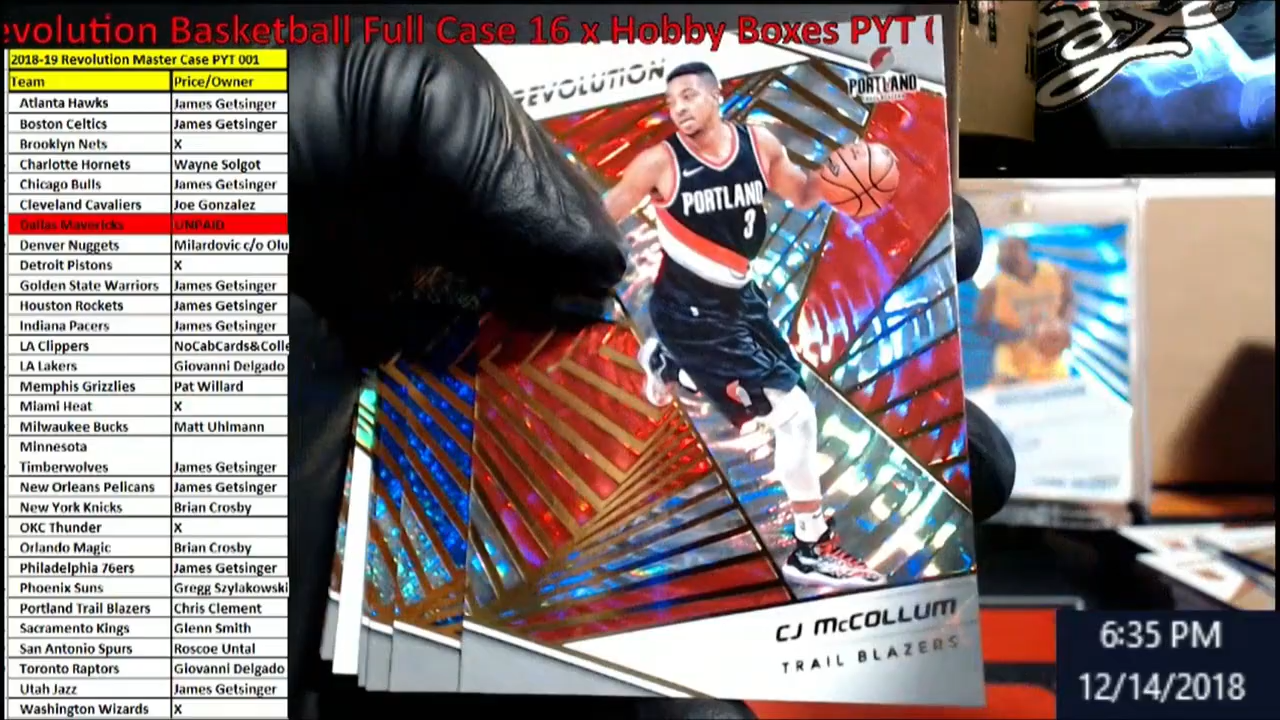 evolution Basketball Full Case 16 x Hobby Boxes PYT (
2018-19 Revolution Master Case PYT 001
Team Price/Owner
Atlanta Hawks James Getsinger
Boston Celtics James Getsinger
Brooklyn Nets X
Charlotte Hornets Wayne Solgot
Chicago Bulls James Getsinger
Cleveland Cavaliers Joe Gonzalez
Dallas Mavericks UNPAID
Denver Nuggets Milardovic c/o Olu
Detroit Pistons X
Golden State Warriors James Getsinger
Houston Rockets James Getsinger
Indiana Pacers James Getsinger
LA Clippers NoCabCards&Colle
LA Lakers Giovanni Delgado
Memphis Grizzlies Pat Willard
Miami Heat X
Milwaukee Bucks Matt Uhlmann
Minnesota
Timberwolves James Getsinger
New Orleans Pelicans James Getsinger
New York Knicks Brian Crosby
OKC Thunder X
Orlando Magic Brian Crosby
Philadelphia 76ers James Getsinger
Phoenix Suns Gregg Szylakowski
Portland Trail Blazers Chris Clement
Sacramento Kings Glenn Smith
San Antonio Spurs Roscoe Untal
Toronto Raptors Giovanni Delgado
Utah Jazz James Getsinger
Washington Wizards X
REVOLUTION
PORTLAND
TRAIL BLAZERS
PORTLAND
3
CJ McCOLLUM
TRAIL BLAZERS
6:35 PM
12/14/2018